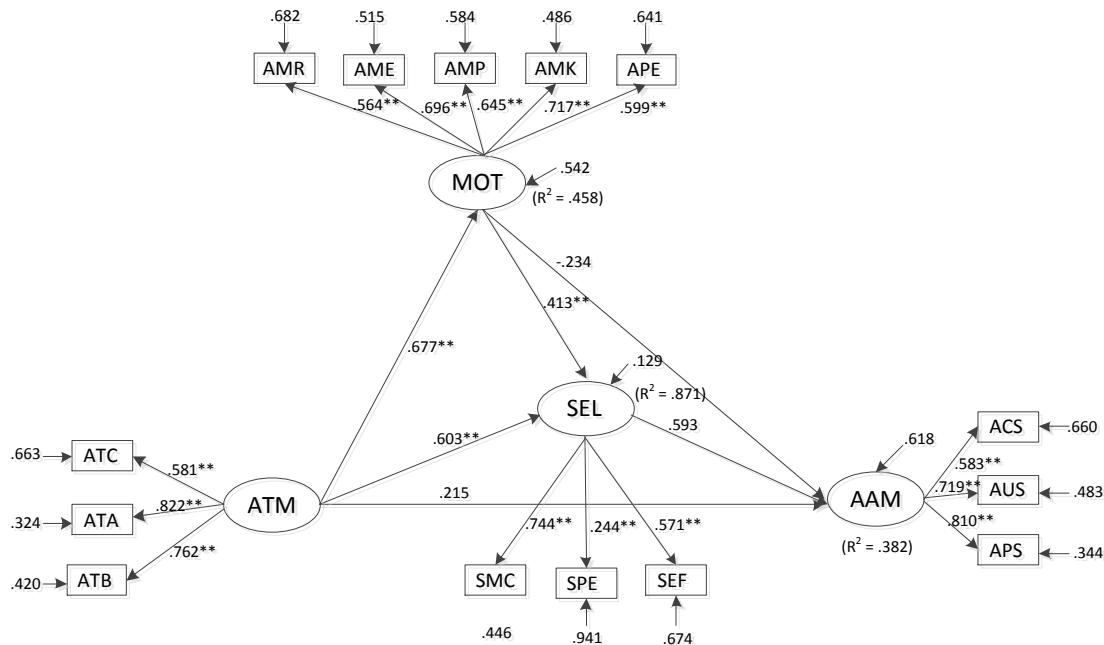 .682 .515 .584 .486 .641
AMR AME AMP AMK APE
.564** .696** .645** .717** .599**
MOT
.542
(R² = .458)
-.234
.413**
.677**
.129
(R² = .871)
SEL
.603**
.593
.663 ATC
.581**
ATM
.215
.822**
.324 ATA
.762**
.420 ATB
.618
AAM
(R² = .382)
ACS .660
.583**
.719** AUS .483
.810**
APS .344
.744** .244** .571**
SMC SPE SEF
.446 .941 .674